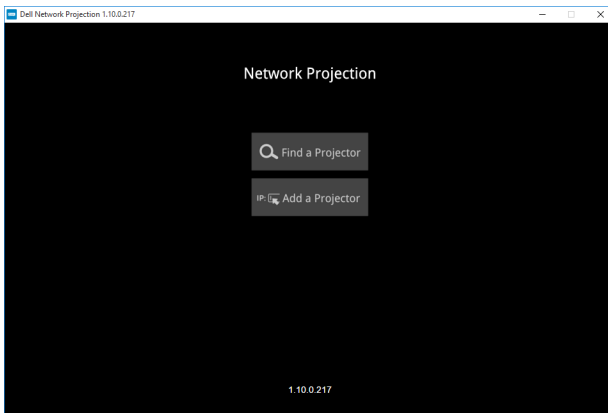 Dell Network Projection 1.10.0.217
Network Projection
Find a Projector
IP: Add a Projector
1.10.0.217